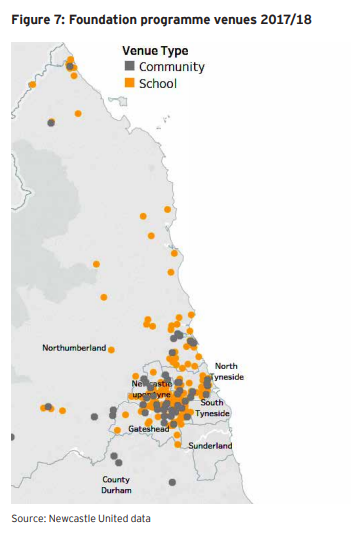 Figure 7: Foundation programme venues 2017/18
Venue Type
Community
School
Northumberland
North
Tyneside
Newcastle
upon Tyne
South
Tyneside
Gateshead
Sunderland
County
Durham
Source: Newcastle United data